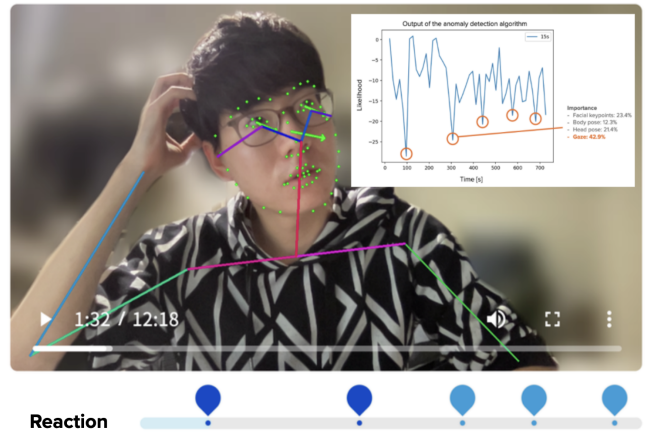 Output of the anomaly detection algorithm
15s
Likelihood
0
−5
−10
−15
−20
−25
0
100
200
300
400
500
600
700
Time [s]
Importance
- Facial keypoints: 23.4%
- Body pose: 12.3%
- Head pose: 21.4%
- Gaze: 42.9%
1:32 / 12:18
Reaction